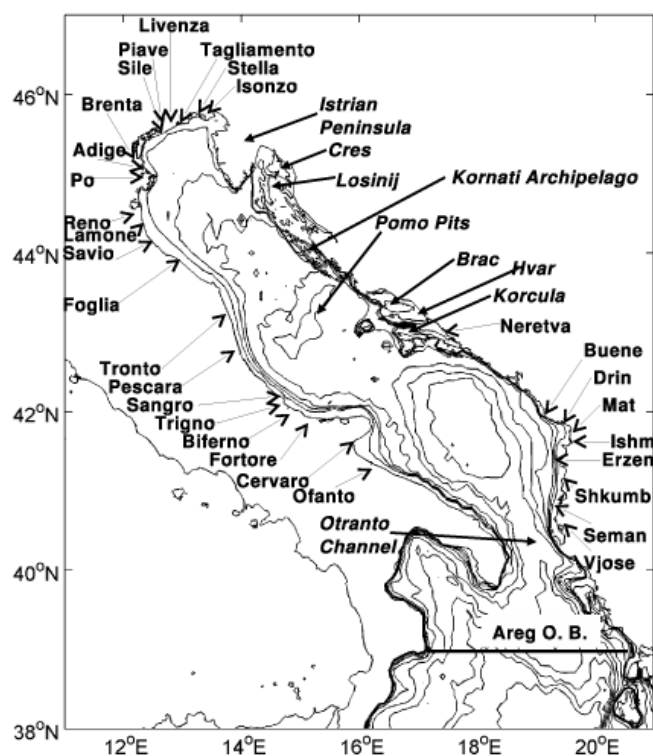 Livenza
Piave
Tagliamento
Sile
Stella
Isonzo
46°N
Brenta
Istrian
Peninsula
Cres
Adige
Losinij
Po
Kornati Archipelago
Pomo Pits
Reno
Lamone
Savio
44°N
Brac
Hvar
Korcula
Foglia
Neretva
Buene
Tronto
Drin
Pescara
Mat
Sangro
42°N
Trigno
Ishm
Biferno
Erzen
Fortore
Cervaro
Shkumb
Ofanto
Otranto
Channel
Seman
Vjose
40°N
Areg O. B.
38°N
12°E 14°E 16°E 18°E 20°E